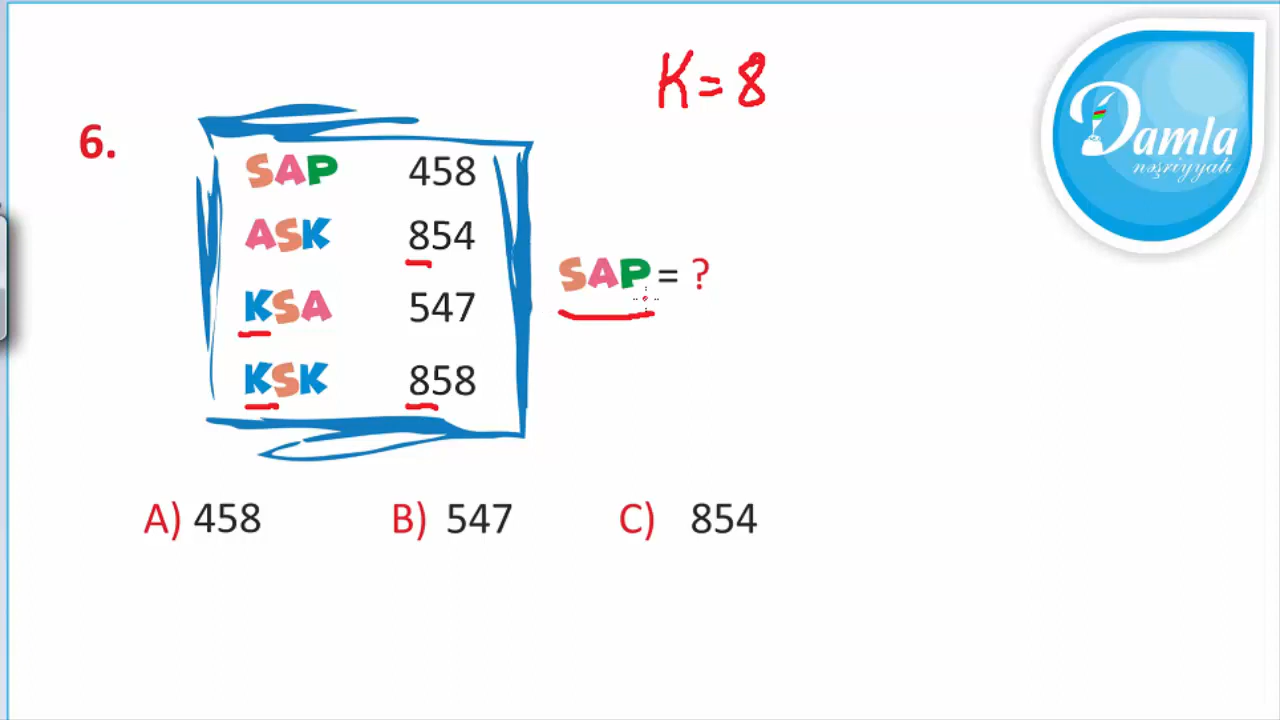 K=8
6.
SAP 458
ASK 854
KSA 547
KSK 858
SAP = ?
A) 458 B) 547 C) 854
Damla
nəşriyyatı